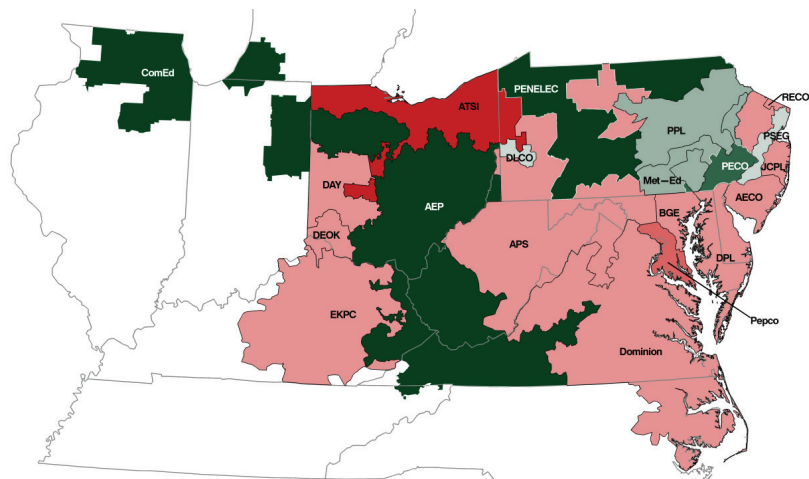 ComEd
PENELEC
RECO
ATSI
PPL
PSEG
DLCO
PECO
JCPL
Met-Ed
DAY
AECO
AEP
BGE
DEOK
APS
DPL
EKPC
Pepco
Dominion